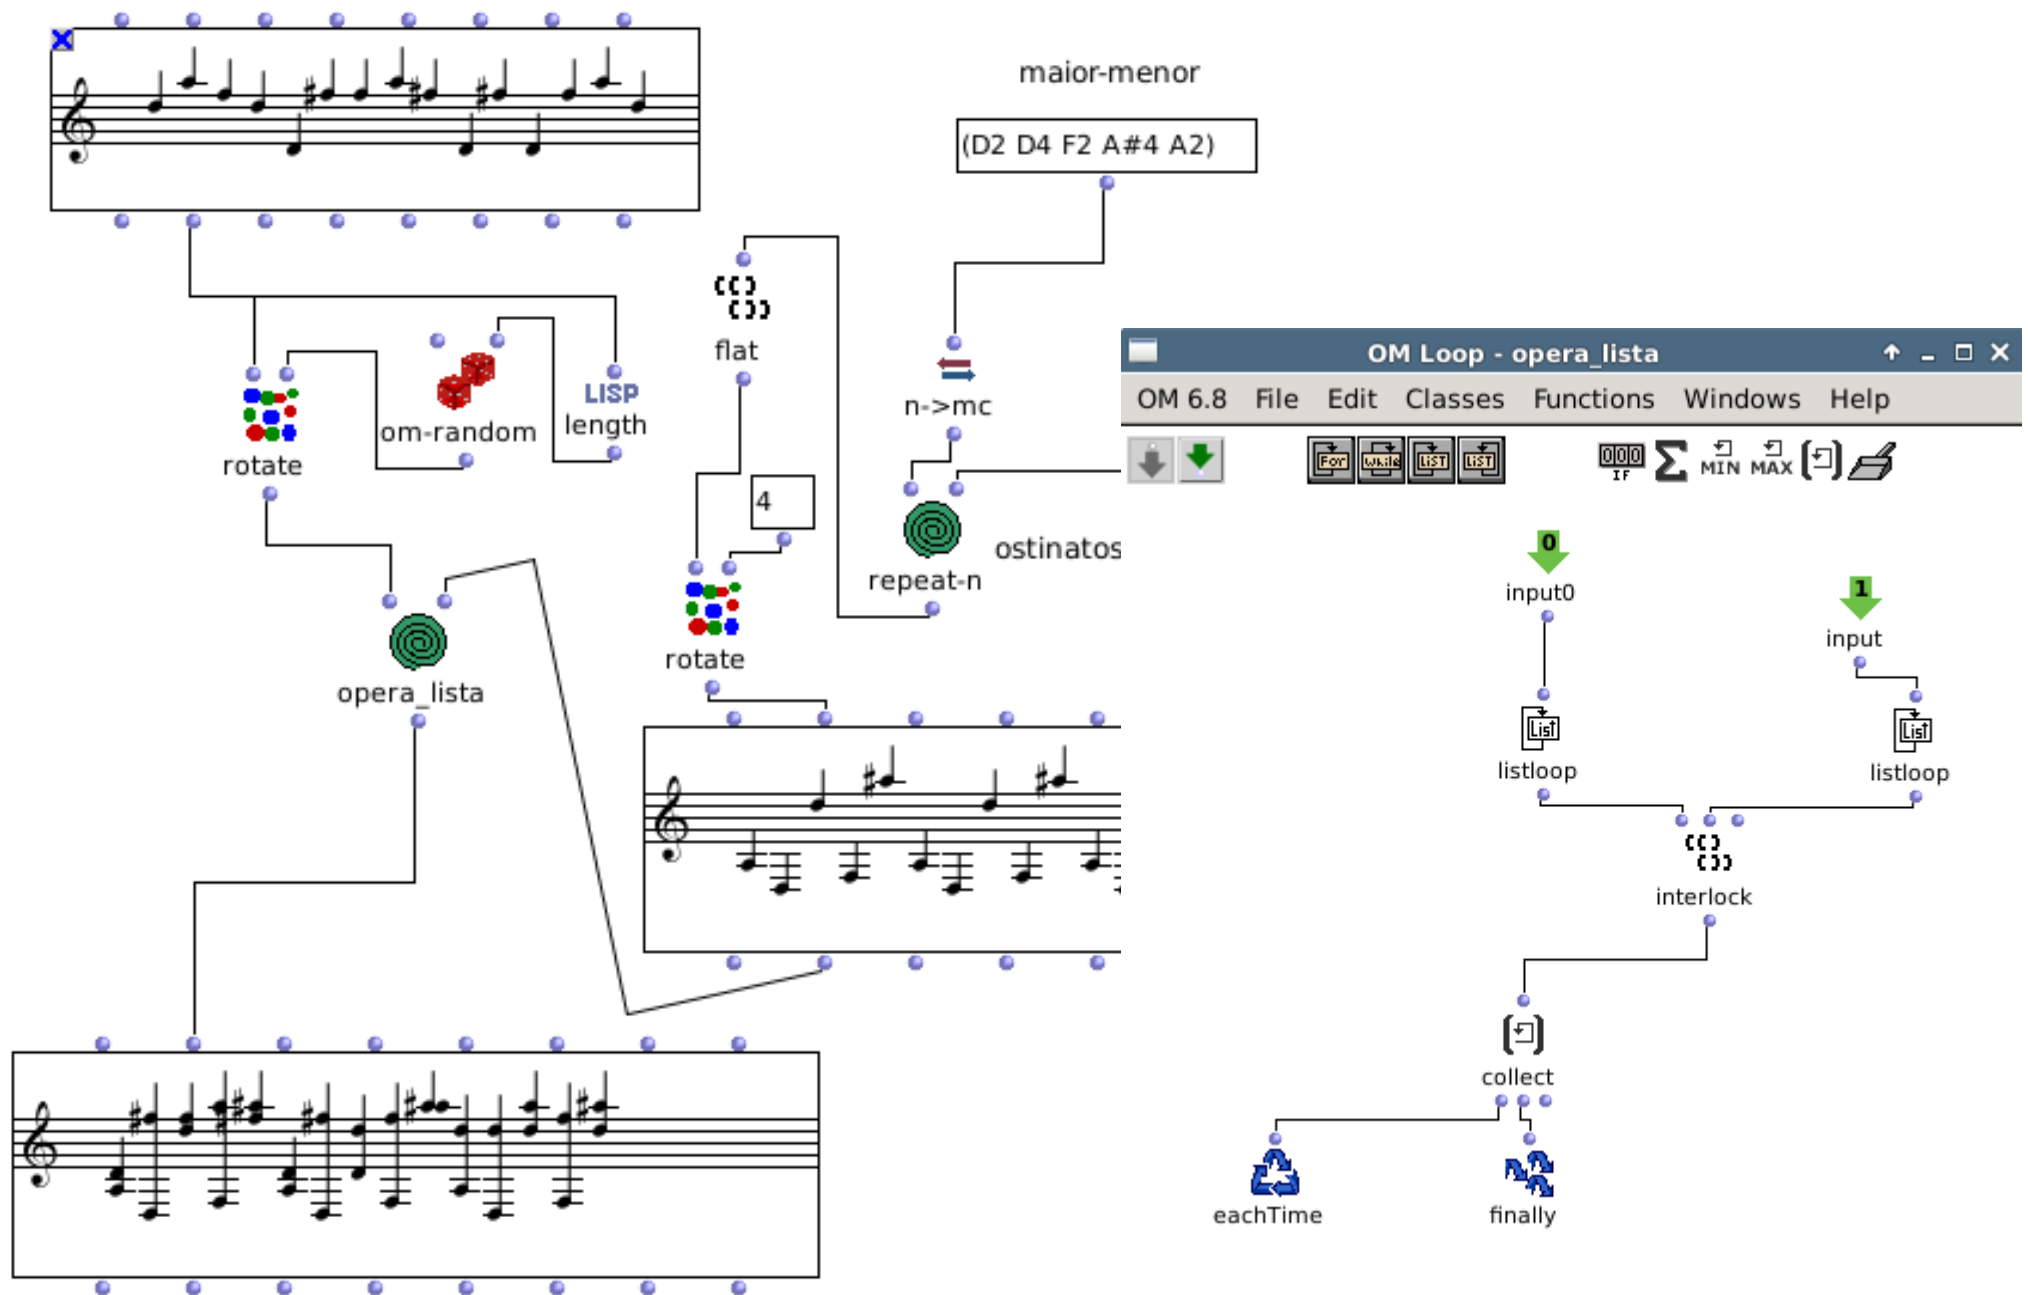 maior-menor
(D2 D4 F2 A#4 A2)
flat
n->mc
LISP
length
om-random
rotate
4
ostinatos
repeat-n
rotate
opera_lista
OM Loop - opera_lista
OM 6.8 File Edit Classes Functions Windows Help
For While LiST LiST 000 IF Σ MIN MAX
0
input0
1
input
List
listloop
List
listloop
interlock
collect
eachTime
finally